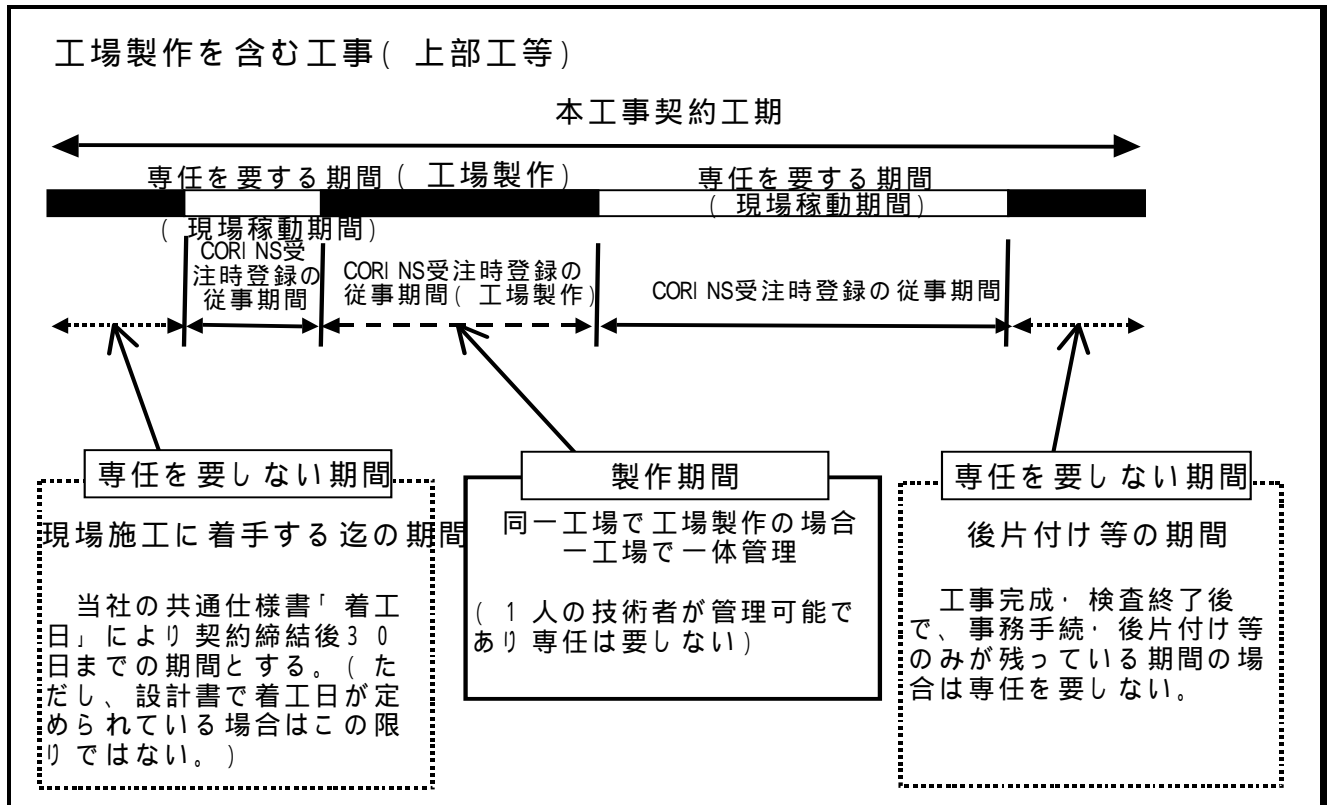 工場製作を含む工事(上部工等)
本工事契約工期
専任を要する期間(工場製作)
専任を要する期間
(現場稼動期間)
(現場稼動期間)
CORINS受
注時登録の
従事期間
CORINS受注時登録の
従事期間(工場製作)
CORINS受注時登録の従事期間
専任を要しない期間
現場施工に着手する迄の期間
当社の共通仕様書「着工
日」により契約締結後30
日までの期間とする。(た
だし、設計書で着工日が定
められている場合はこの限
りではない。)
製作期間
同一工場で工場製作の場合
一工場で一体管理
(1人の技術者が管理可能で
あり専任は要しない)
専任を要しない期間
後片付け等の期間
工事完成・検査終了後
で、事務手続・後片付け等
のみが残っている期間の場
合は専任を要しない。